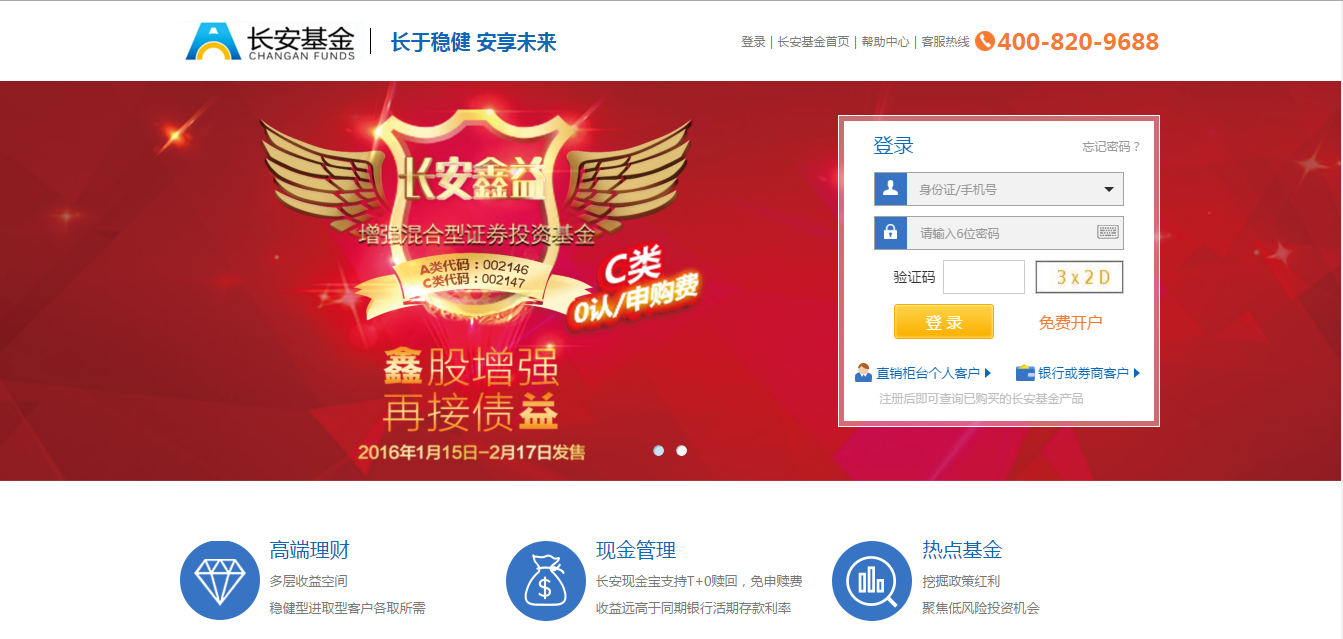 长安基金
CHANGAN FUNDS
长于稳健 安享未来
登录 | 长安基金首页 | 帮助中心 | 客服热线 400-820-9688
长安鑫益
增强混合型证券投资基金
A类代码：002146
C类代码：002147
C类
0认/申购费
鑫股增强
再接债益
2016年1月15日-2月17日发售
登录
忘记密码？
身份证/手机号
请输入6位密码
验证码
3x2D
登录
免费开户
直销柜台个人客户
银行或券商客户
注册后即可查询已购买的长安基金产品
高端理财
多层收益空间
稳健型进取型客户各取所需
现金管理
长安现金宝支持T+0赎回，免申赎费
收益远高于同期银行活期存款利率
热点基金
挖掘政策红利
聚焦低风险投资机会